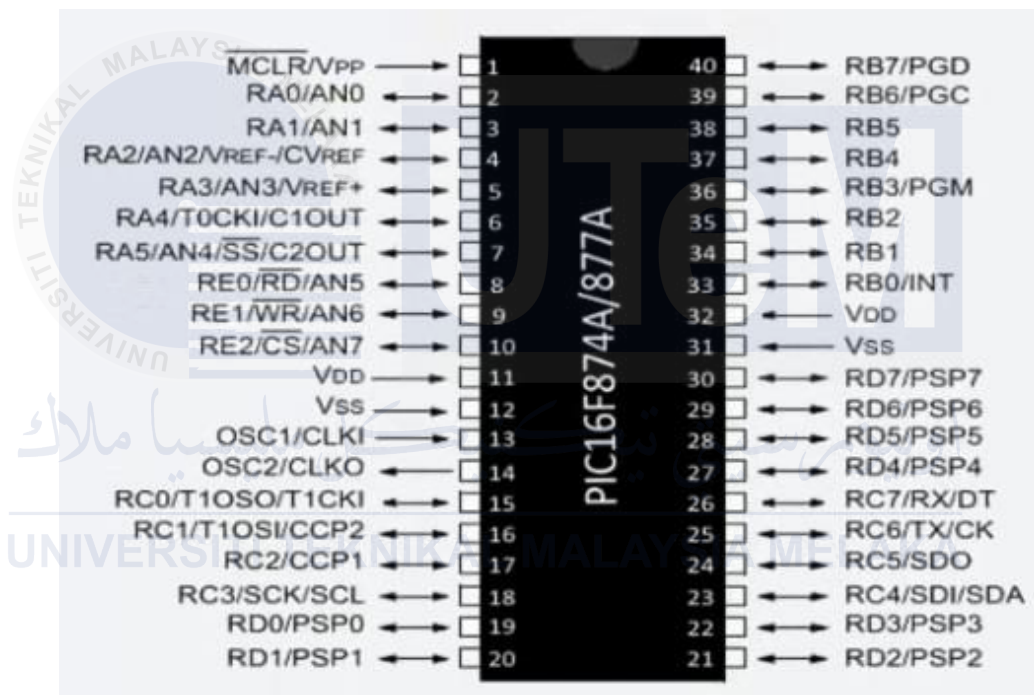 MCLR/VPP 1
RA0/AN0 2
RA1/AN1 3
RA2/AN2/VREF-/CVREF 4
RA3/AN3/VREF+ 5
RA4/T0CKI/C1OUT 6
RA5/AN4/SS/C2OUT 7
RE0/RD/AN5 8
RE1/WR/AN6 9
RE2/CS/AN7 10
VDD 11
VSS 12
OSC1/CLKI 13
OSC2/CLKO 14
RC0/T1OSO/T1CKI 15
RC1/T1OSI/CCP2 16
RC2/CCP1 17
RC3/SCK/SCL 18
RD0/PSP0 19
RD1/PSP1 20
PIC16F874A/877A
40 RB7/PGD
39 RB6/PGC
38 RB5
37 RB4
36 RB3/PGM
35 RB2
34 RB1
33 RB0/INT
32 VDD
31 VSS
30 RD7/PSP7
29 RD6/PSP6
28 RD5/PSP5
27 RD4/PSP4
26 RC7/RX/DT
25 RC6/TX/CK
24 RC5/SDO
23 RC4/SDI/SDA
22 RD3/PSP3
21 RD2/PSP2
UTeM
UNIVERSITI TEKNIKAL MALAYSIA MELAKA